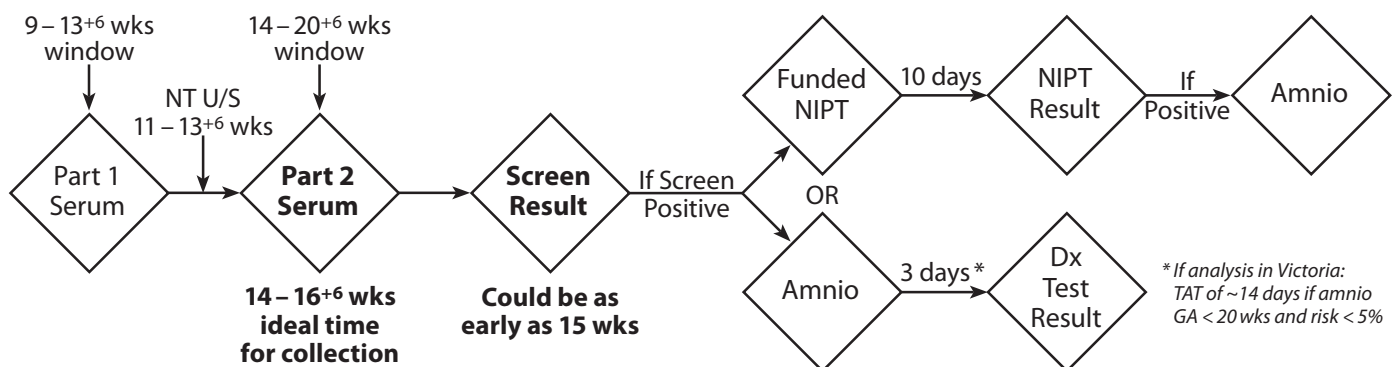 9 – 13+6 wks
window
NT U/S
11 – 13+6 wks
Part 1
Serum
14 – 20+6 wks
window
Part 2
Serum
14 – 16+6 wks
ideal time
for collection
Screen
Result
Could be as
early as 15 wks
If Screen
Positive
Funded
NIPT
10 days
NIPT
Result
If
Positive
Amnio
OR
Amnio
3 days*
Dx
Test
Result
* If analysis in Victoria:
TAT of ~14 days if amnio
GA < 20 wks and risk < 5%